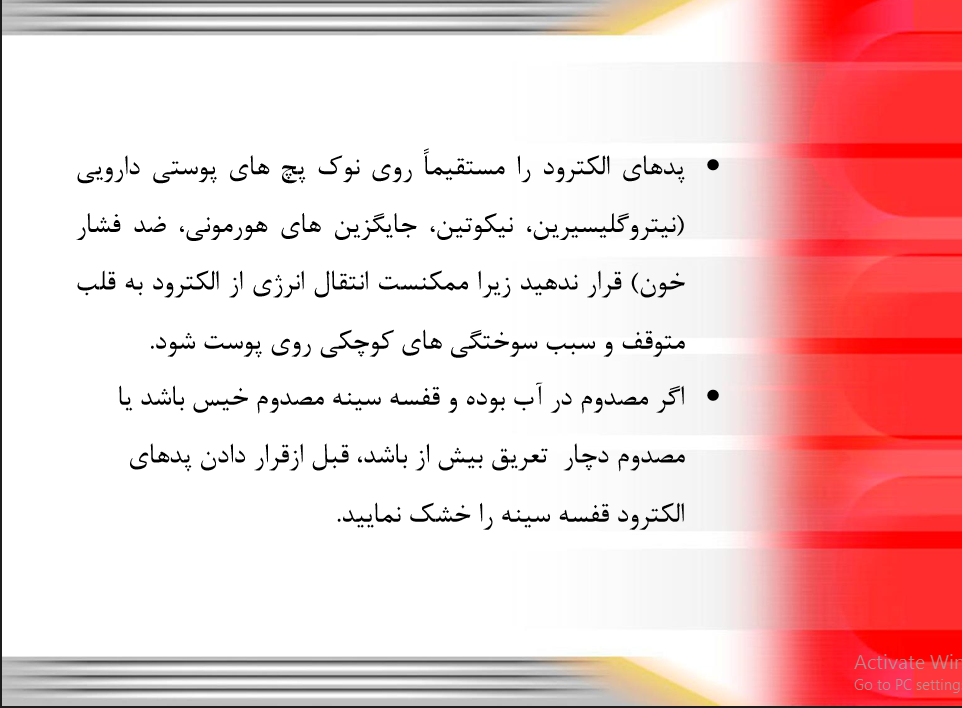 • پدهای الکترود را مستقیماً روی نوک پچ های پوستی دارویی
(نیتروگلیسیرین، نیکوتین، جایگزین های هورمونی، ضد فشار
خون) قرار ندهید زیرا ممکنست انتقال انرژی از الکترود به قلب
متوقف و سبب سوختگی های کوچکی روی پوست شود.
• اگر مصدوم در آب بوده و قفسه سینه مصدوم خیس باشد یا
مصدوم دچار تعریق بیش از باشد، قبل ازقرار دادن پدهای
الکترود قفسه سینه را خشک نمایید.
Activate Win
Go to PC setting